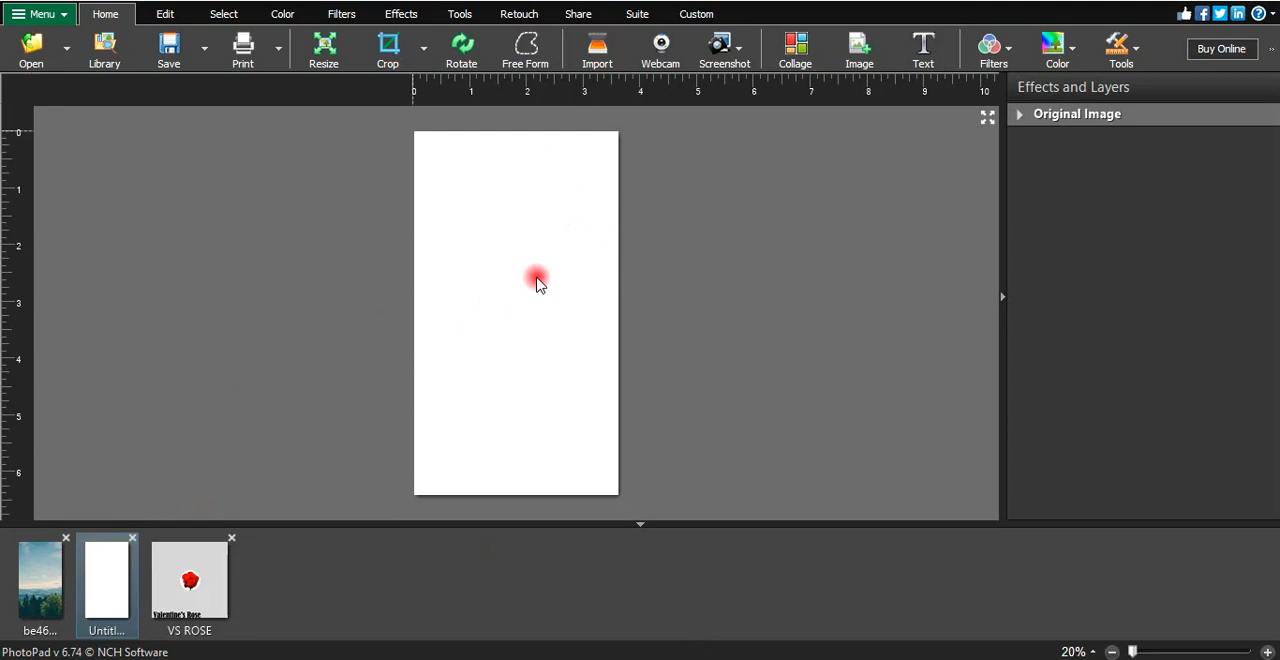 Menu Home Edit Select Color Filters Effects Tools Retouch Share Suite Custom
Open Library Save Print Resize Crop Rotate Free Form Import Webcam Screenshot Collage Image Text Filters Color Tools Buy Online
0 1 2 3 4 5 6 7 8 9 10
Effects and Layers
Original Image
0
1
2
3
4
5
6
Valentine's Rose
be46... Untitl... VS ROSE
PhotoPad v 6.74 © NCH Software 20%